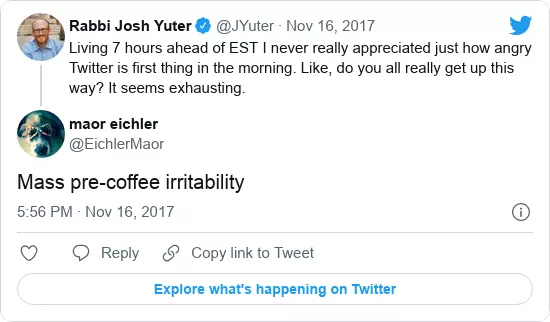 Rabbi Josh Yuter @JYuter · Nov 16, 2017
Living 7 hours ahead of EST I never really appreciated just how angry
Twitter is first thing in the morning. Like, do you all really get up this
way? It seems exhausting.
maor eichler
@EichlerMaor
Mass pre-coffee irritability
5:56 PM · Nov 16, 2017
Reply Copy link to Tweet
Explore what's happening on Twitter